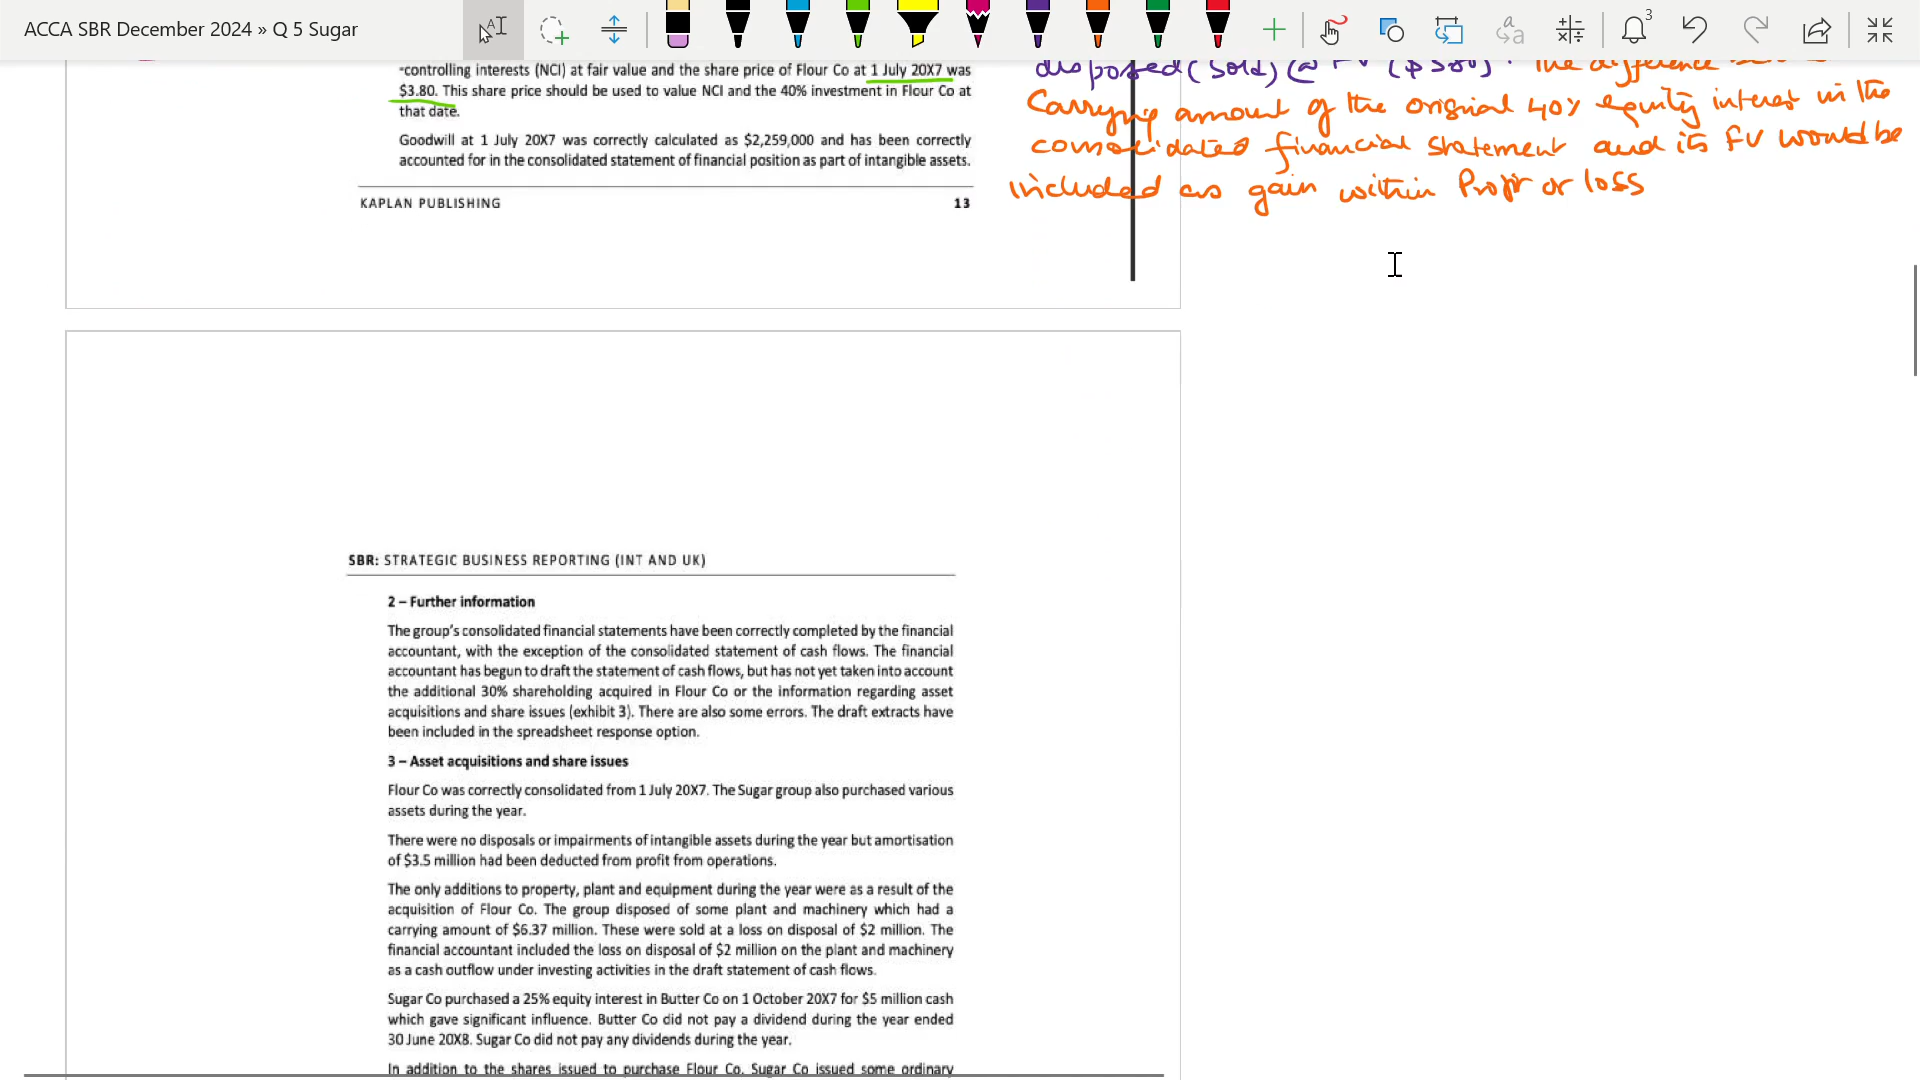 ACCA SBR December 2024 » Q 5 Sugar
3
-controlling interests (NCI) at fair value and the share price of Flour Co at 1 July 20X7 was
$3.80. This share price should be used to value NCI and the 40% investment in Flour Co at
that date.
Goodwill at 1 July 20X7 was correctly calculated as $2,259,000 and has been correctly
accounted for in the consolidated statement of financial position as part of intangible assets.
KAPLAN PUBLISHING
13
disposed (sold) @ FV ($380). The difference
Carrying amount of the original 40% equity interest in the
consolidated financial statement and its FV would be
included as gain within Profit or loss
SBR: STRATEGIC BUSINESS REPORTING (INT AND UK)
2 – Further information
The group's consolidated financial statements have been correctly completed by the financial
accountant, with the exception of the consolidated statement of cash flows. The financial
accountant has begun to draft the statement of cash flows, but has not yet taken into account
the additional 30% shareholding acquired in Flour Co or the information regarding asset
acquisitions and share issues (exhibit 3). There are also some errors. The draft extracts have
been included in the spreadsheet response option.
3 – Asset acquisitions and share issues
Flour Co was correctly consolidated from 1 July 20X7. The Sugar group also purchased various
assets during the year.
There were no disposals or impairments of intangible assets during the year but amortisation
of $3.5 million had been deducted from profit from operations.
The only additions to property, plant and equipment during the year were as a result of the
acquisition of Flour Co. The group disposed of some plant and machinery which had a
carrying amount of $6.37 million. These were sold at a loss on disposal of $2 million. The
financial accountant included the loss on disposal of $2 million on the plant and machinery
as a cash outflow under investing activities in the draft statement of cash flows.
Sugar Co purchased a 25% equity interest in Butter Co on 1 October 20X7 for $5 million cash
which gave significant influence. Butter Co did not pay a dividend during the year ended
30 June 20X8. Sugar Co did not pay any dividends during the year.
In addition to the shares issued to purchase Flour Co, Sugar Co issued some ordinary